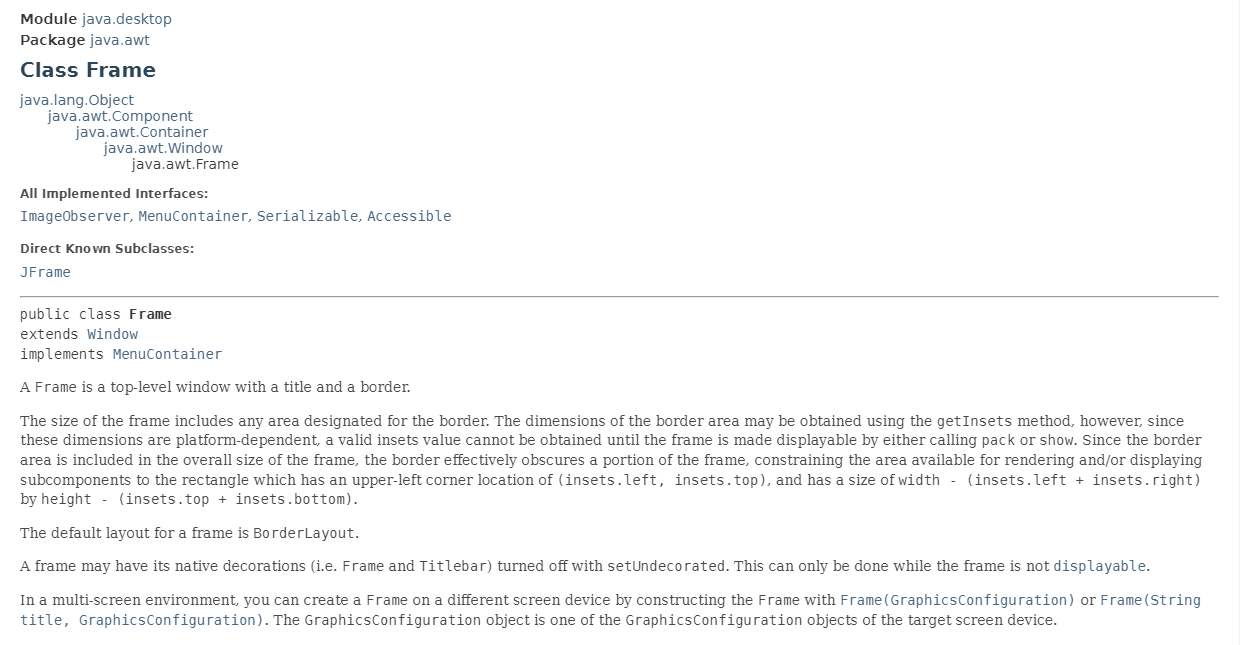 Module java.desktop
Package java.awt
Class Frame
java.lang.Object
java.awt.Component
java.awt.Container
java.awt.Window
java.awt.Frame
All Implemented Interfaces:
ImageObserver, MenuContainer, Serializable, Accessible
Direct Known Subclasses:
JFrame
public class Frame
extends Window
implements MenuContainer
A Frame is a top-level window with a title and a border.
The size of the frame includes any area designated for the border. The dimensions of the border area may be obtained using the getInsets method, however, since
these dimensions are platform-dependent, a valid insets value cannot be obtained until the frame is made displayable by either calling pack or show. Since the border
area is included in the overall size of the frame, the border effectively obscures a portion of the frame, constraining the area available for rendering and/or displaying
subcomponents to the rectangle which has an upper-left corner location of (insets.left, insets.top), and has a size of width - (insets.left + insets.right)
by height - (insets.top + insets.bottom).
The default layout for a frame is BorderLayout.
A frame may have its native decorations (i.e. Frame and Titlebar) turned off with setUndecorated. This can only be done while the frame is not displayable.
In a multi-screen environment, you can create a Frame on a different screen device by constructing the Frame with Frame(GraphicsConfiguration) or Frame(String
title, GraphicsConfiguration). The GraphicsConfiguration object is one of the GraphicsConfiguration objects of the target screen device.